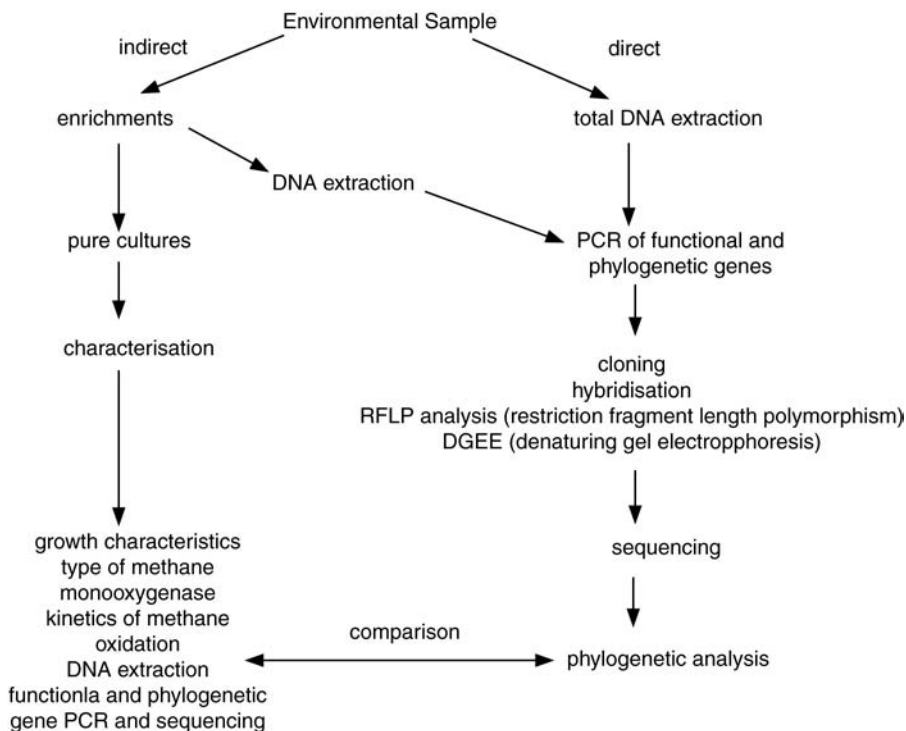 Environmental Sample
indirect
direct
enrichments
total DNA extraction
DNA extraction
pure cultures
PCR of functional and
phylogenetic genes
characterisation
cloning
hybridisation
RFLP analysis (restriction fragment length polymorphism)
DGEE (denaturing gel electropphoresis)
growth characteristics
type of methane
monooxygenase
kinetics of methane
oxidation
DNA extraction
functionla and phylogenetic
gene PCR and sequencing
sequencing
comparison
phylogenetic analysis